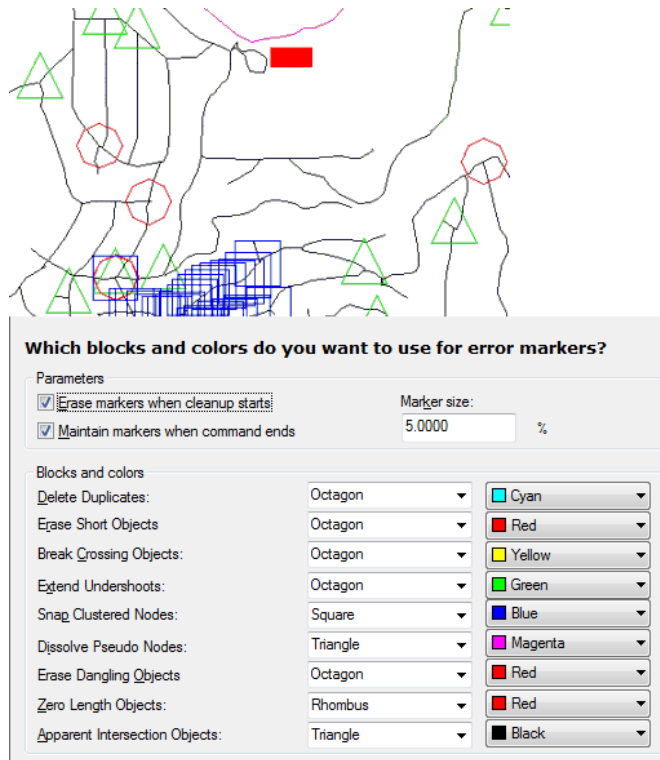 Which blocks and colors do you want to use for error markers?
Parameters
Erase markers when cleanup starts Marker size:
Maintain markers when command ends 5.0000 %
Blocks and colors
Delete Duplicates: Octagon Cyan
Erase Short Objects Octagon Red
Break Crossing Objects: Octagon Yellow
Extend Undershoots: Octagon Green
Snap Clustered Nodes: Square Blue
Dissolve Pseudo Nodes: Triangle Magenta
Erase Dangling Objects Octagon Red
Zero Length Objects: Rhombus Red
Apparent Intersection Objects: Triangle Black